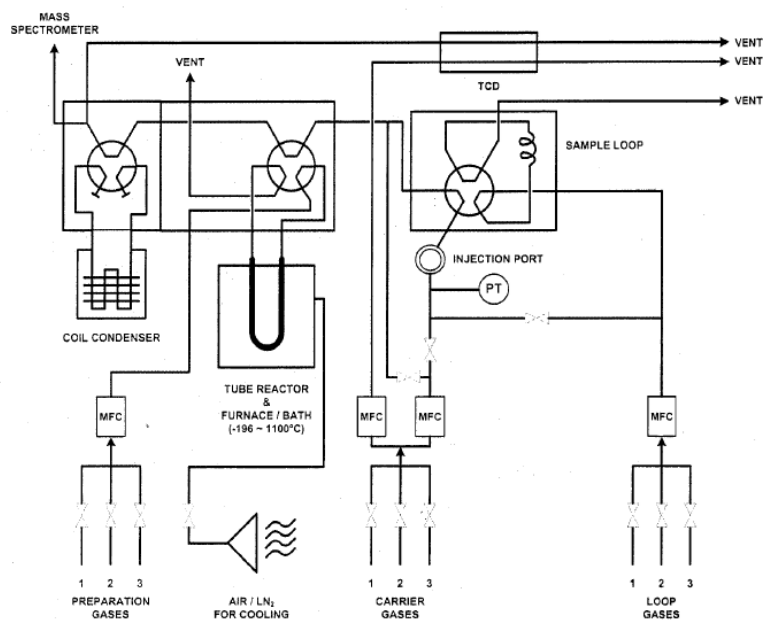 MASS
SPECTROMETER
VENT
VENT
VENT
TCD
VENT
SAMPLE LOOP
INJECTION PORT
PT
COIL CONDENSER
TUBE REACTOR
&
FURNACE / BATH
(-196 ~ 1100°C)
MFC
MFC
MFC
MFC
1 2 3
PREPARATION
GASES
AIR / LN₂
FOR COOLING
1 2 3
CARRIER
GASES
1 2 3
LOOP
GASES